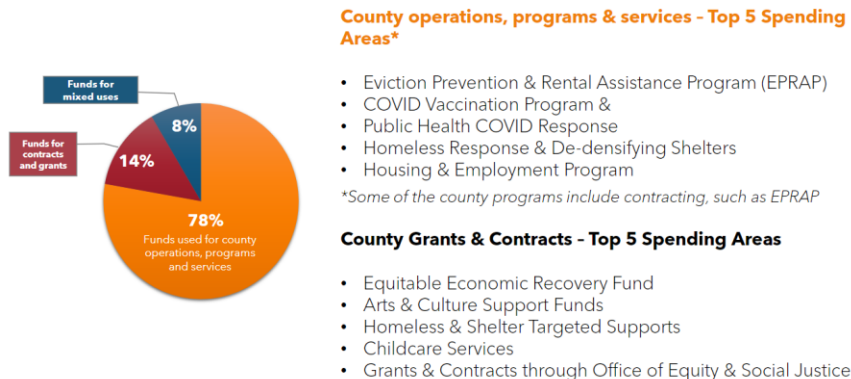 County operations, programs & services – Top 5 Spending
Areas*
• Eviction Prevention & Rental Assistance Program (EPRAP)
• COVID Vaccination Program &
• Public Health COVID Response
• Homeless Response & De-densifying Shelters
• Housing & Employment Program
*Some of the county programs include contracting, such as EPRAP
Funds for
mixed uses
8%
Funds for
contracts
and grants
14%
78%
Funds used for county
operations, programs
and services
County Grants & Contracts – Top 5 Spending Areas
• Equitable Economic Recovery Fund
• Arts & Culture Support Funds
• Homeless & Shelter Targeted Supports
• Childcare Services
• Grants & Contracts through Office of Equity & Social Justice